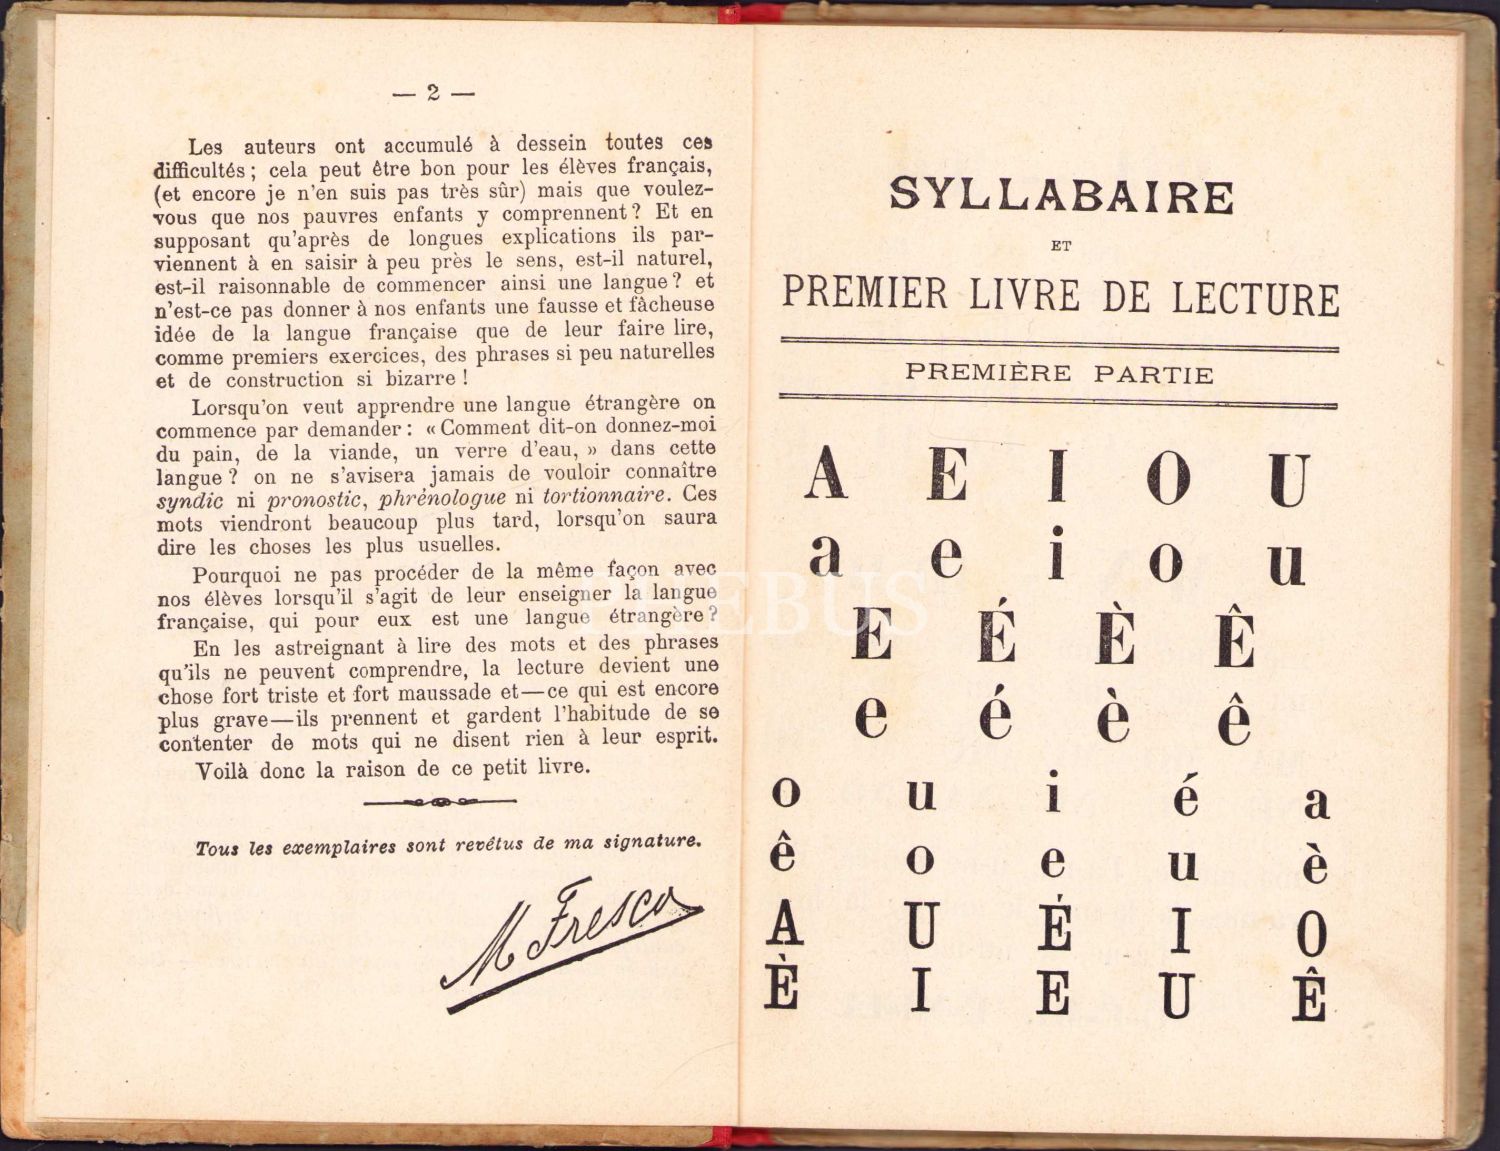 — 2 —
Les auteurs ont accumulé à dessein toutes ces
difficultés; cela peut être bon pour les élèves français,
(et encore je n'en suis pas très sûr) mais que voulez-
vous que nos pauvres enfants y comprennent? Et en
supposant qu'après de longues explications ils par-
viennent à en saisir à peu près le sens, est-il naturel,
est-il raisonnable de commencer ainsi une langue? et
n'est-ce pas donner à nos enfants une fausse et fâcheuse
idée de la langue française que de leur faire lire,
comme premiers exercices, des phrases si peu naturelles
et de construction si bizarre!
Lorsqu'on veut apprendre une langue étrangère on
commence par demander: «Comment dit-on donnez-moi
du pain, de la viande, un verre d'eau,» dans cette
langue? on ne s'avisera jamais de vouloir connaître
syndic ni pronostic, phrénologue ni tortionnaire. Ces
mots viendront beaucoup plus tard, lorsqu'on saura
dire les choses les plus usuelles.
Pourquoi ne pas procéder de la même façon avec
nos élèves lorsqu'il s'agit de leur enseigner la langue
française, qui pour eux est une langue étrangère?
En les astreignant à lire des mots et des phrases
qu'ils ne peuvent comprendre, la lecture devient une
chose fort triste et fort maussade et—ce qui est encore
plus grave—ils prennent et gardent l'habitude de se
contenter de mots qui ne disent rien à leur esprit.
Voilà donc la raison de ce petit livre.
Tous les exemplaires sont revêtus de ma signature.
M Fresco
SYLLABAIRE
ET
PREMIER LIVRE DE LECTURE
PREMIÈRE PARTIE
A E I O U
a e i o u
E É È Ê
e é è ê
o u i é a
ê o e u è
A U É I O
È I E U Ê
PHEBUS